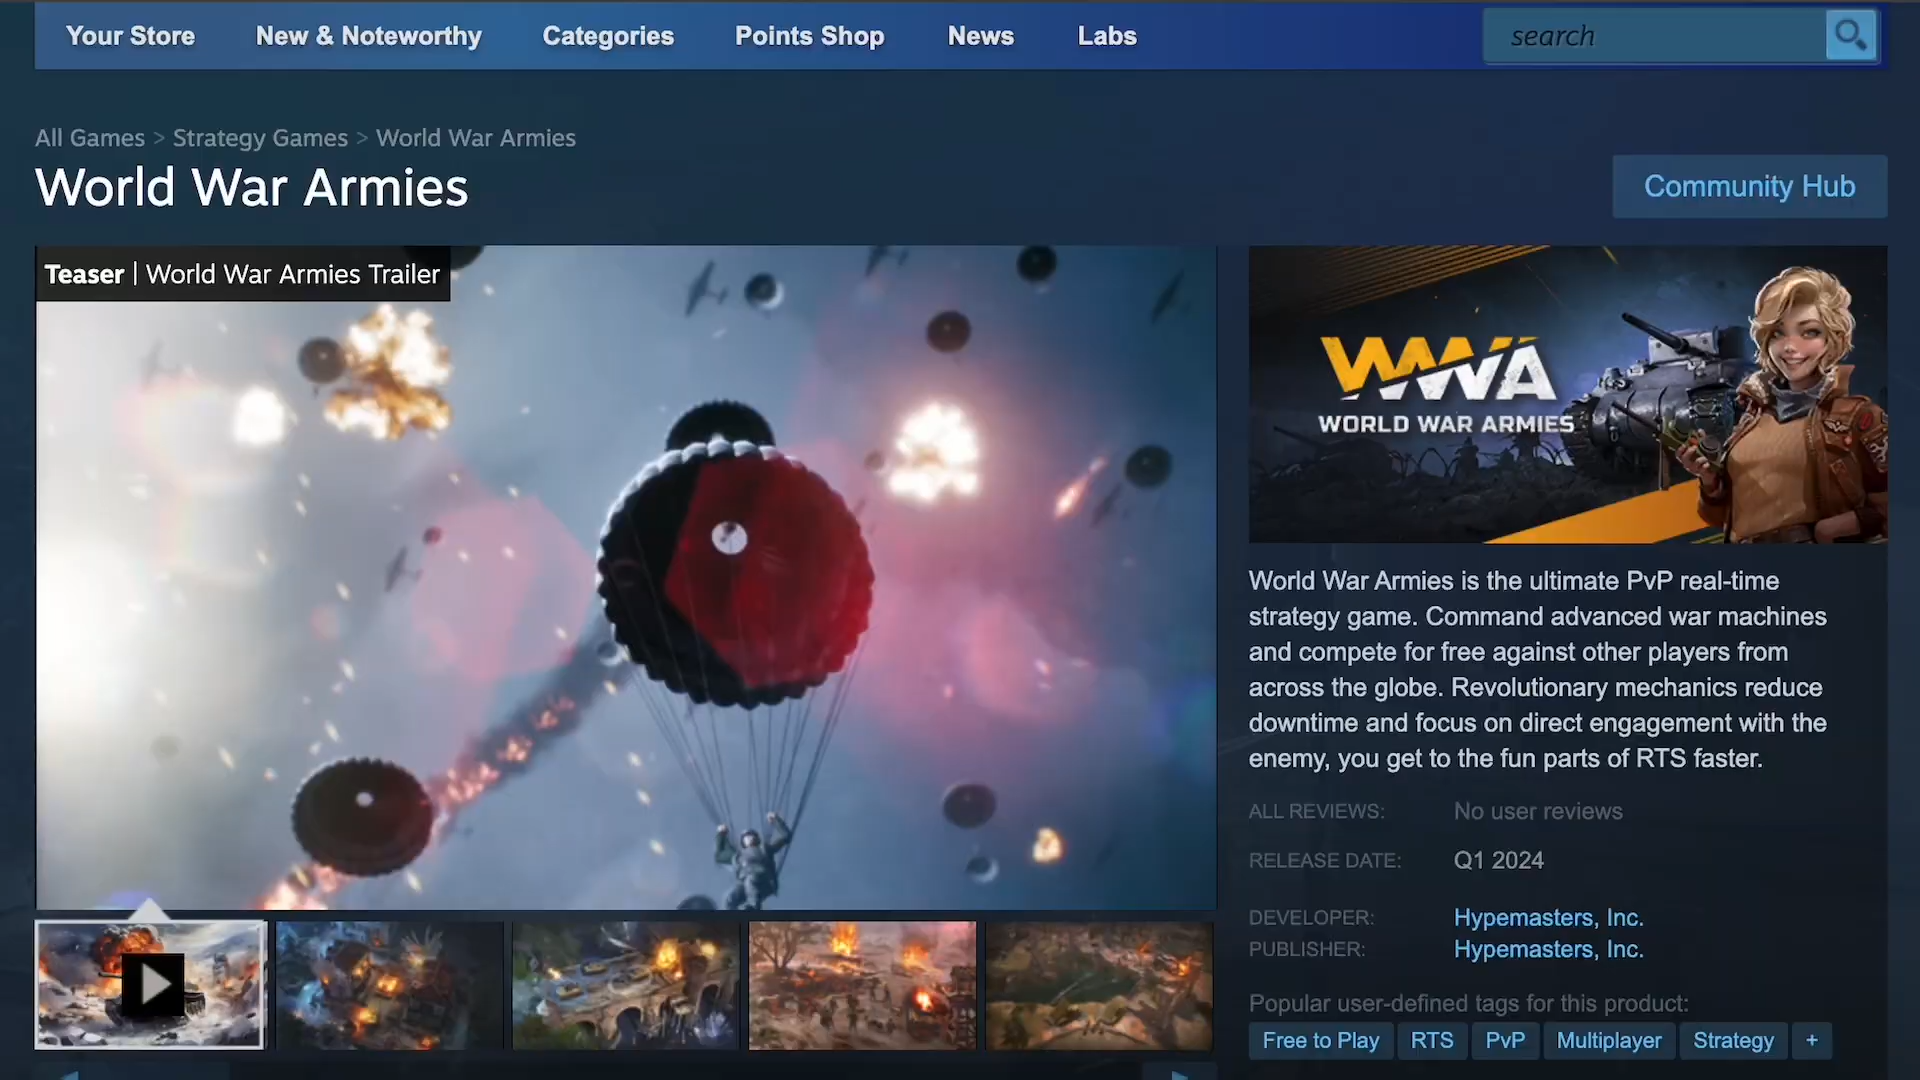 Your Store
New & Noteworthy
Categories
Points Shop
News
Labs
search
All Games > Strategy Games > World War Armies
World War Armies
Community Hub
Teaser | World War Armies Trailer
WWA
WORLD WAR ARMIES
World War Armies is the ultimate PvP real-time
strategy game. Command advanced war machines
and compete for free against other players from
across the globe. Revolutionary mechanics reduce
downtime and focus on direct engagement with the
enemy, you get to the fun parts of RTS faster.
ALL REVIEWS: No user reviews
RELEASE DATE: Q1 2024
DEVELOPER: Hypemasters, Inc.
PUBLISHER: Hypemasters, Inc.
Popular user-defined tags for this product:
Free to Play
RTS
PvP
Multiplayer
Strategy
+